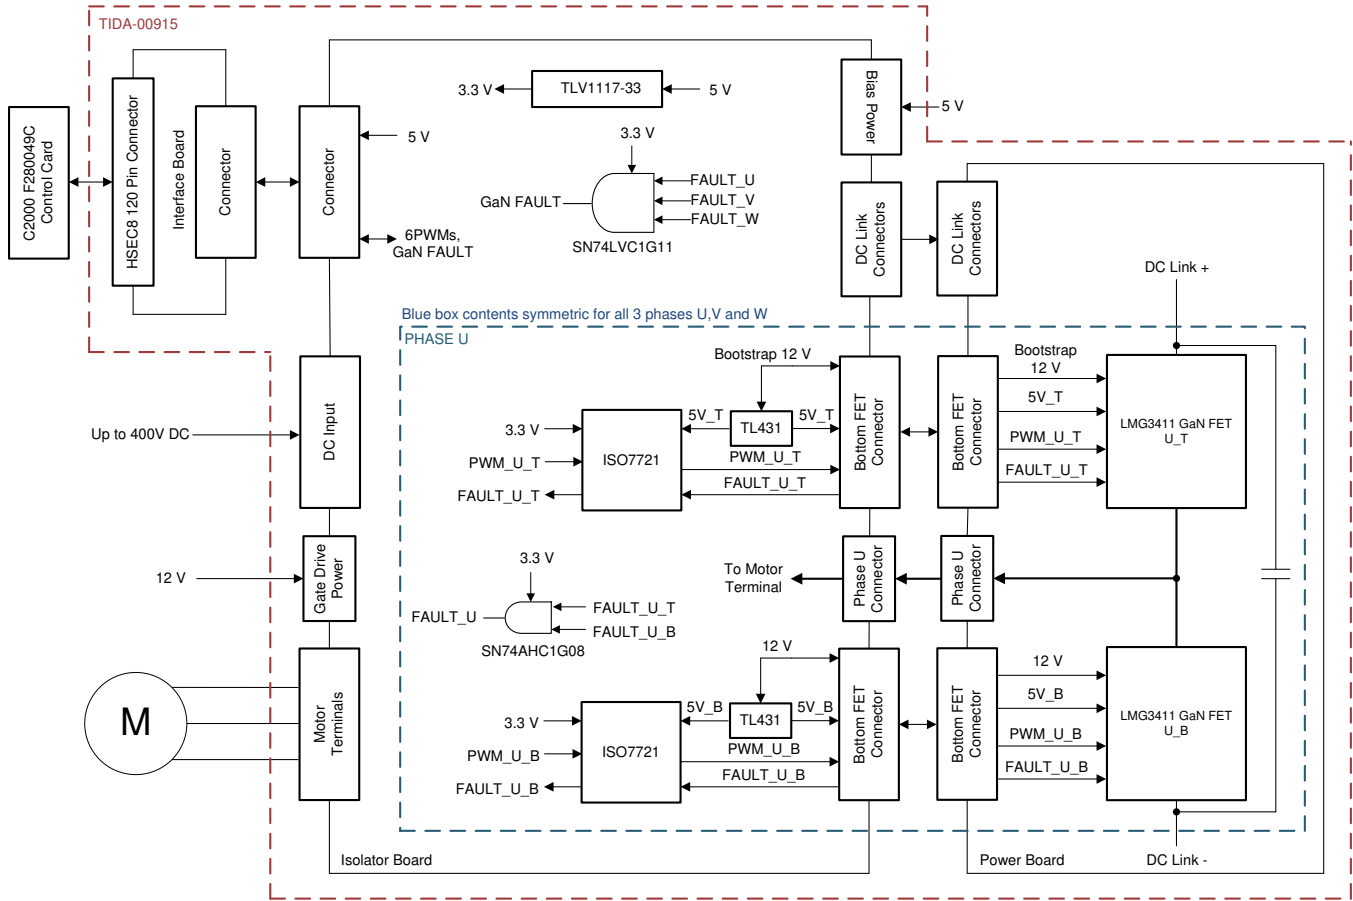 TIDA-00915
C2000 F280049C
Control Card
HSEC8 120 Pin Connector
Interface Board
Connector
Connector
5 V
6PWMs,
GaN FAULT
3.3 V
TLV1117-33
5 V
3.3 V
GaN FAULT
FAULT_U
FAULT_V
FAULT_W
SN74LVC1G11
Bias Power
5 V
DC Link
Connectors
DC Link
Connectors
DC Link +
Blue box contents symmetric for all 3 phases U,V and W
PHASE U
Up to 400V DC
DC Input
Bootstrap 12 V
3.3 V
PWM_U_T
FAULT_U_T
ISO7721
5V_T
TL431
5V_T
PWM_U_T
FAULT_U_T
Bottom FET
Connector
Bottom FET
Connector
Bootstrap
12 V
5V_T
PWM_U_T
FAULT_U_T
LMG3411 GaN FET
U_T
12 V
Gate Drive
Power
3.3 V
FAULT_U
FAULT_U_T
FAULT_U_B
SN74AHC1G08
To Motor
Terminal
Phase U
Connector
Phase U
Connector
M
Motor
Terminals
12 V
3.3 V
PWM_U_B
FAULT_U_B
ISO7721
5V_B
TL431
5V_B
PWM_U_B
FAULT_U_B
Bottom FET
Connector
Bottom FET
Connector
12 V
5V_B
PWM_U_B
FAULT_U_B
LMG3411 GaN FET
U_B
Isolator Board
Power Board
DC Link -